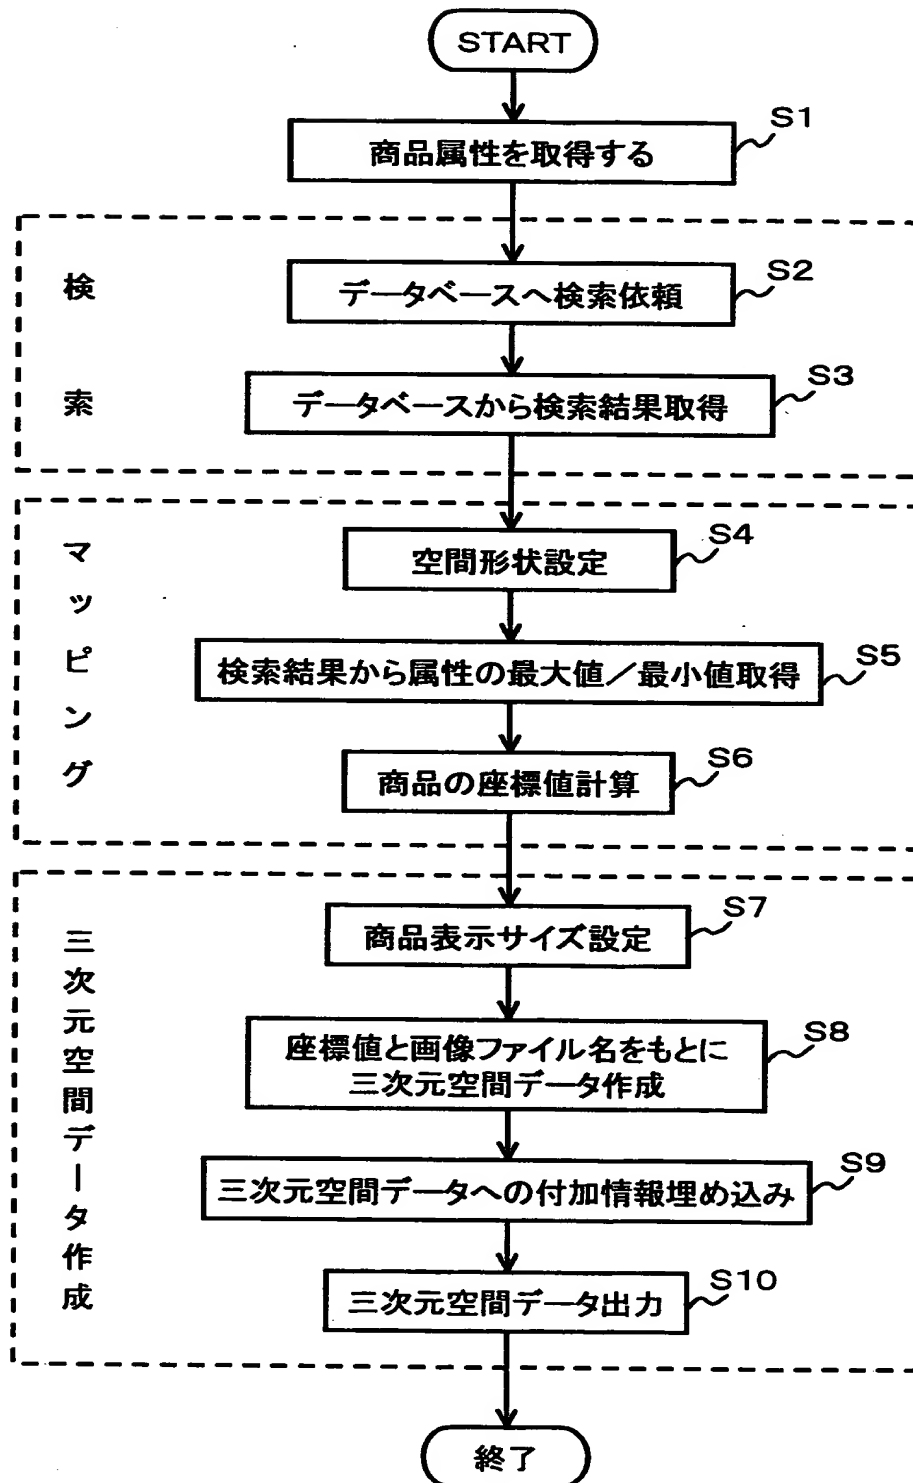 START
S1
商品属性を取得する
検索
S2
データベースへ検索依頼
S3
データベースから検索結果取得
マッピング
S4
空間形状設定
S5
検索結果から属性の最大値／最小値取得
S6
商品の座標値計算
三次元空間データ作成
S7
商品表示サイズ設定
S8
座標値と画像ファイル名をもとに
三次元空間データ作成
S9
三次元空間データへの付加情報埋め込み
S10
三次元空間データ出力
終了